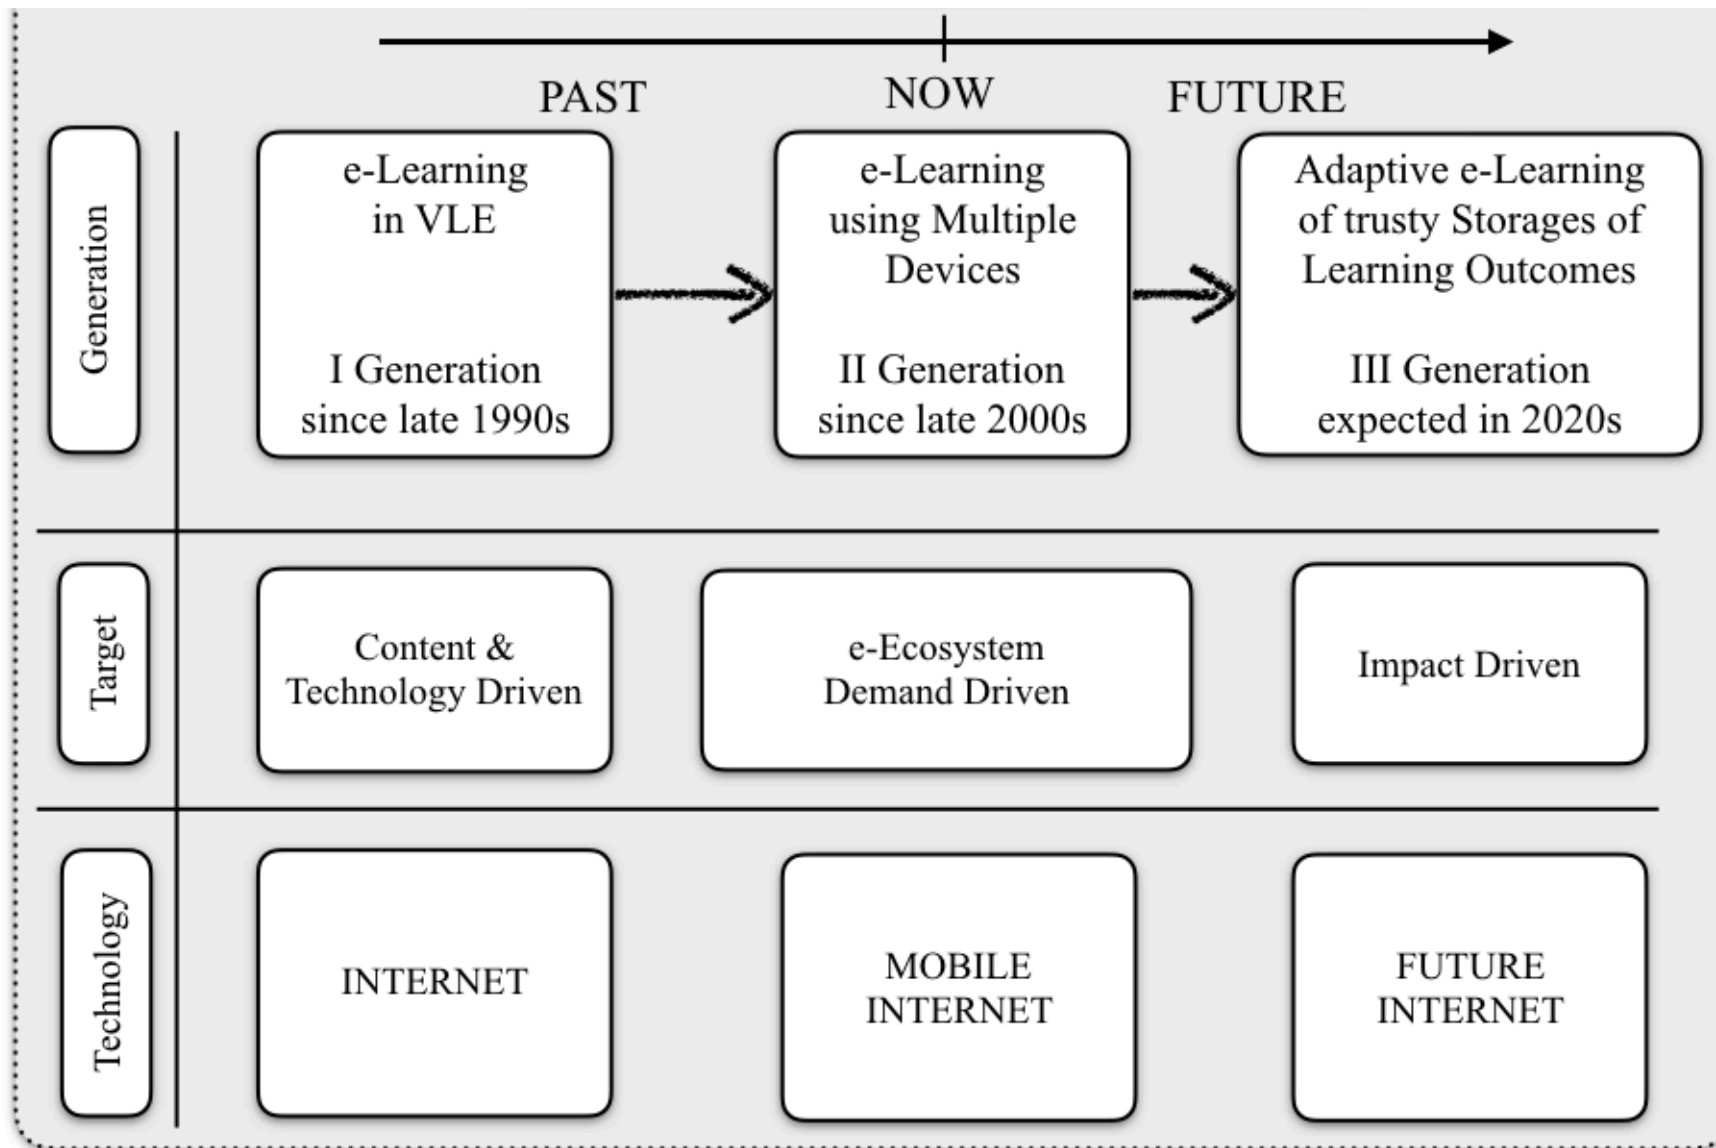 PAST
NOW
FUTURE
Generation
e-Learning
in VLE
I Generation
since late 1990s
e-Learning
using Multiple
Devices
II Generation
since late 2000s
Adaptive e-Learning
of trusty Storages of
Learning Outcomes
III Generation
expected in 2020s
Target
Content &
Technology Driven
e-Ecosystem
Demand Driven
Impact Driven
Technology
INTERNET
MOBILE
INTERNET
FUTURE
INTERNET